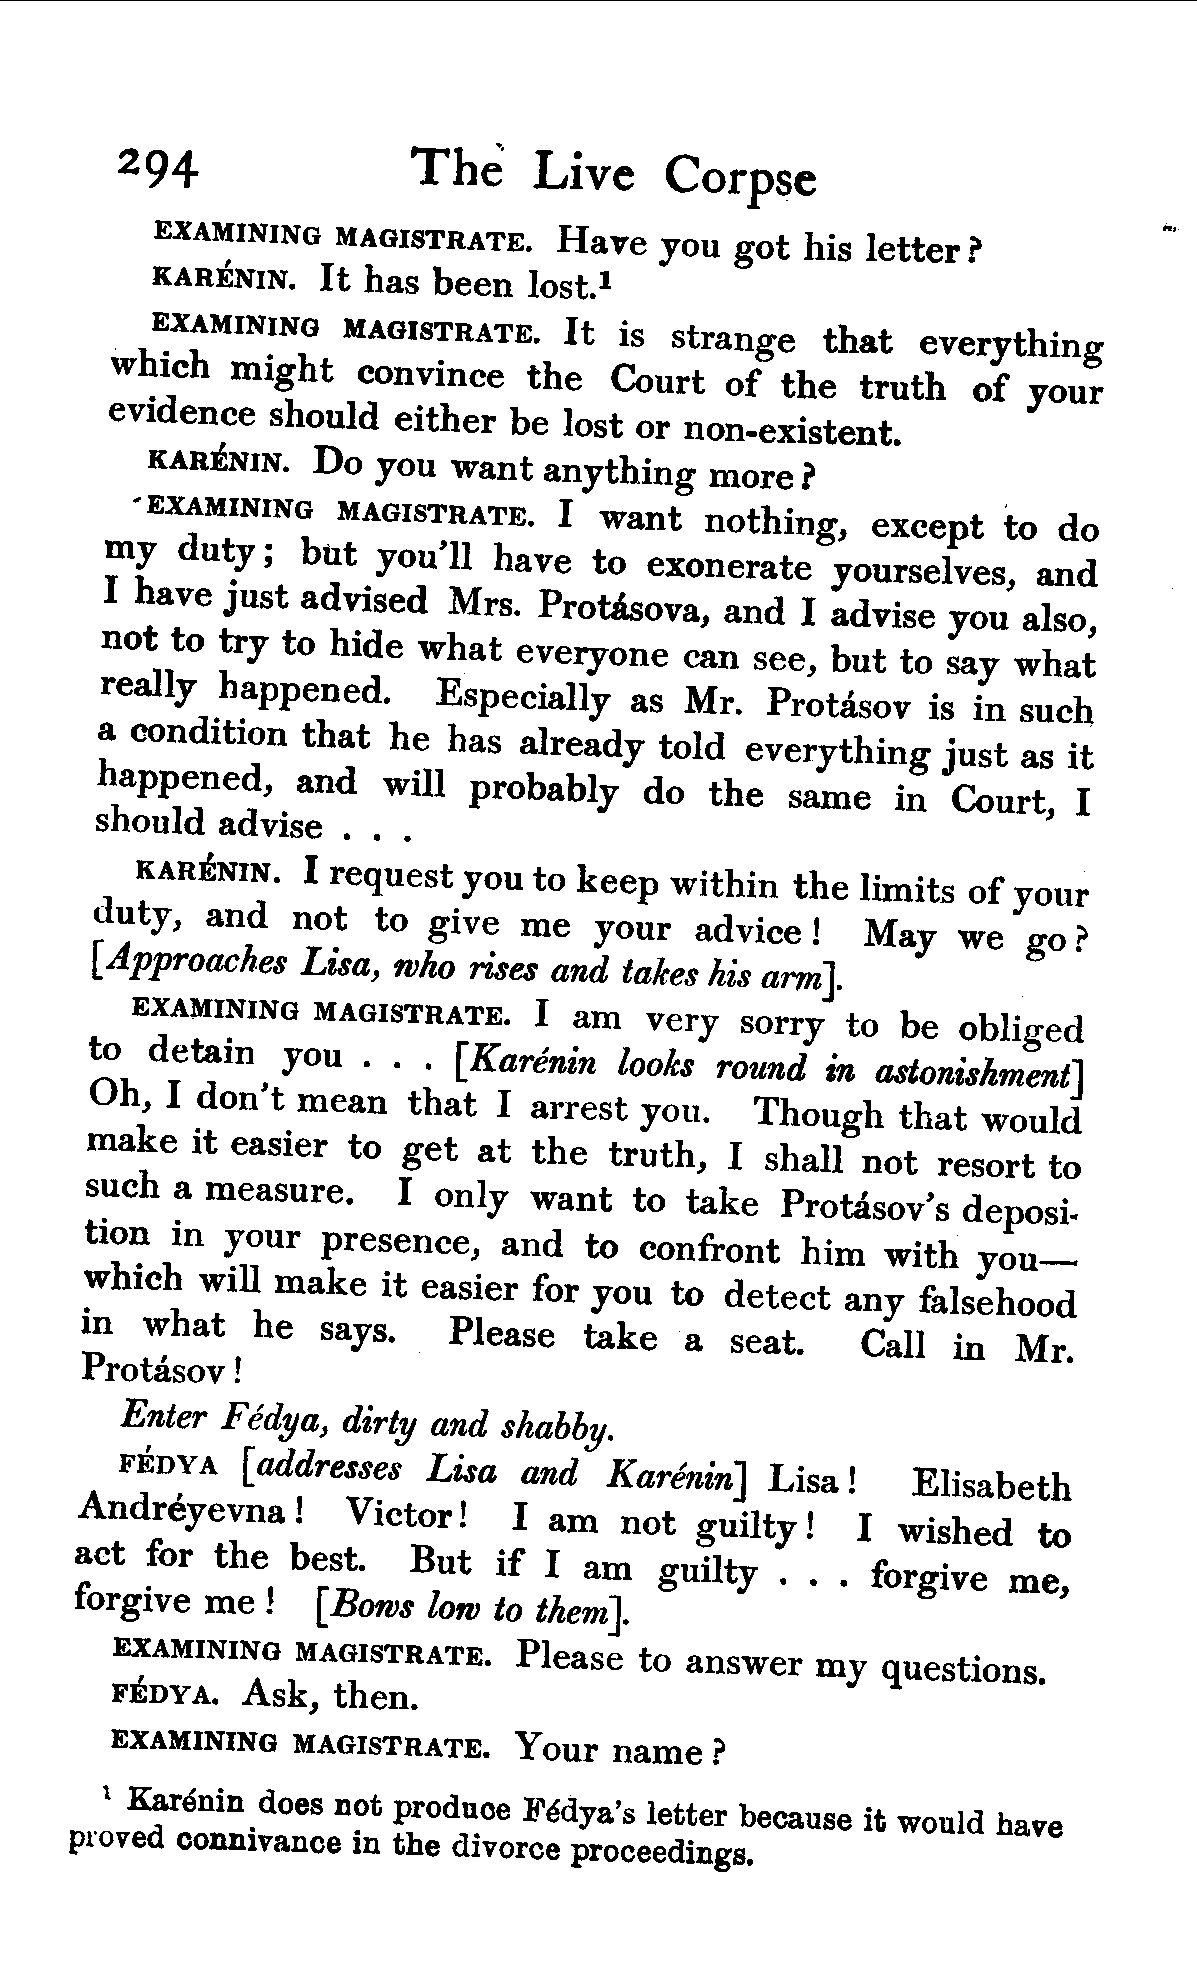 294 The Live Corpse
EXAMINING MAGISTRATE. Have you got his letter?
KARÉNIN. It has been lost.¹
EXAMINING MAGISTRATE. It is strange that everything
which might convince the Court of the truth of your
evidence should either be lost or non-existent.
KARÉNIN. Do you want anything more?
EXAMINING MAGISTRATE. I want nothing, except to do
my duty; but you'll have to exonerate yourselves, and
I have just advised Mrs. Protásova, and I advise you also,
not to try to hide what everyone can see, but to say what
really happened. Especially as Mr. Protásov is in such
a condition that he has already told everything just as it
happened, and will probably do the same in Court, I
should advise . . .
KARÉNIN. I request you to keep within the limits of your
duty, and not to give me your advice! May we go?
[Approaches Lisa, who rises and takes his arm].
EXAMINING MAGISTRATE. I am very sorry to be obliged
to detain you . . . [Karénin looks round in astonishment]
Oh, I don't mean that I arrest you. Though that would
make it easier to get at the truth, I shall not resort to
such a measure. I only want to take Protásov's deposi-
tion in your presence, and to confront him with you—
which will make it easier for you to detect any falsehood
in what he says. Please take a seat. Call in Mr.
Protásov!
Enter Fédya, dirty and shabby.
FÉDYA [addresses Lisa and Karénin] Lisa! Elisabeth
Andréyevna! Victor! I am not guilty! I wished to
act for the best. But if I am guilty . . . forgive me,
forgive me! [Bows low to them].
EXAMINING MAGISTRATE. Please to answer my questions.
FÉDYA. Ask, then.
EXAMINING MAGISTRATE. Your name?
¹ Karénin does not produce Fédya's letter because it would have
proved connivance in the divorce proceedings.